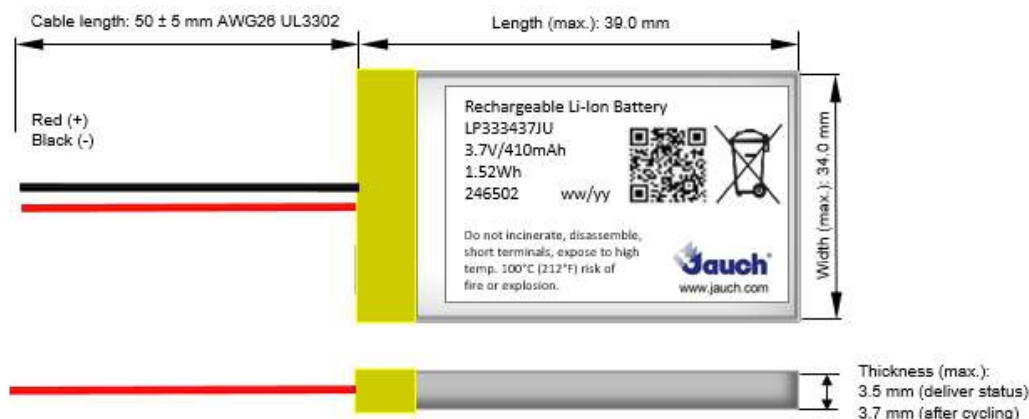 Cable length: 50 ± 5 mm AWG26 UL3302
Length (max.): 39.0 mm
Red (+)
Black (-)
Rechargeable Li-Ion Battery
LP333437JU
3.7V/410mAh
1.52Wh
246502 ww/yy
Do not incinerate, disassemble,
short terminals, expose to high
temp. 100°C (212°F) risk of
fire or explosion.
Jauch®
www.jauch.com
Width (max.): 34.0 mm
Thickness (max.):
3.5 mm (deliver status)
3.7 mm (after cycling)